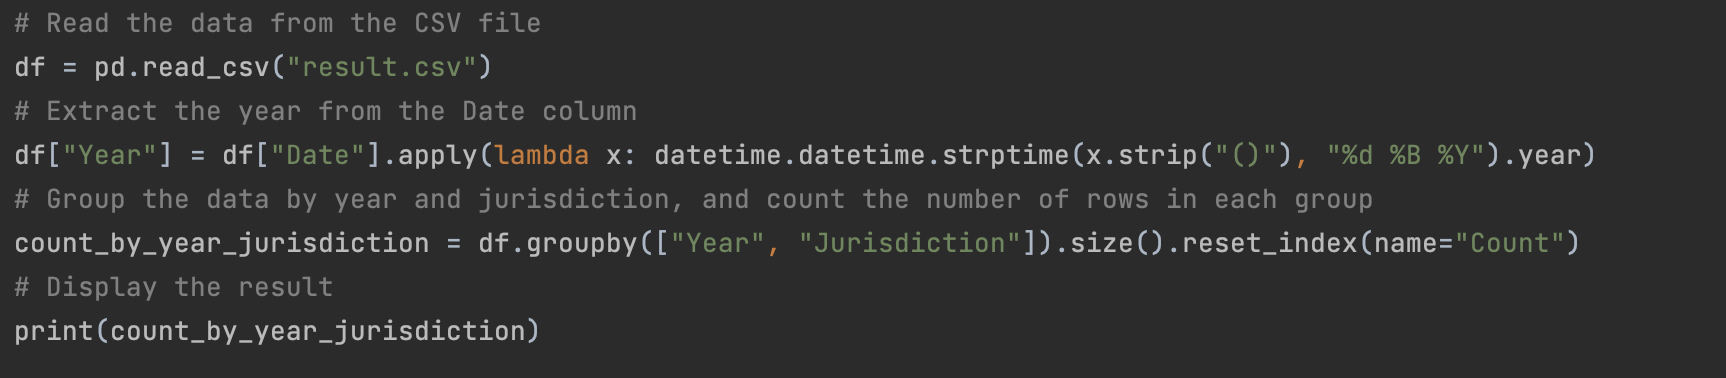 # Read the data from the CSV file
df = pd.read_csv("result.csv")
# Extract the year from the Date column
df["Year"] = df["Date"].apply(lambda x: datetime.datetime.strptime(x.strip("()"), "%d %B %Y").year)
# Group the data by year and jurisdiction, and count the number of rows in each group
count_by_year_jurisdiction = df.groupby(["Year", "Jurisdiction"]).size().reset_index(name="Count")
# Display the result
print(count_by_year_jurisdiction)